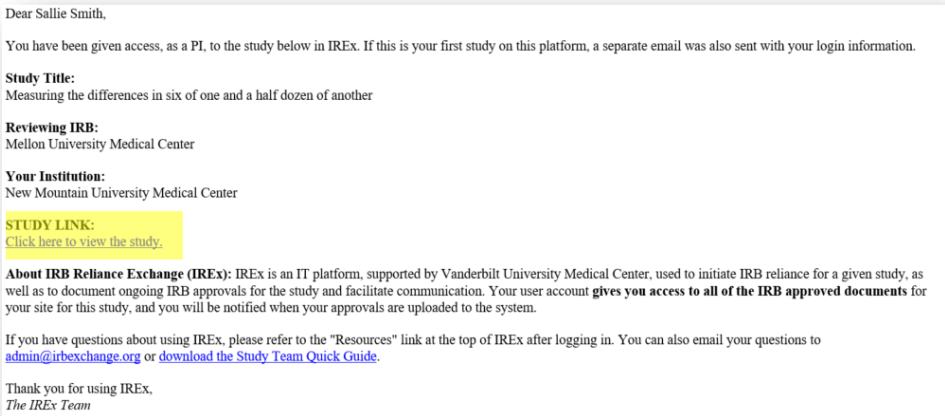 Dear Sallie Smith,
You have been given access, as a PI, to the study below in IREx. If this is your first study on this platform, a separate email was also sent with your login information.
Study Title:
Measuring the differences in six of one and a half dozen of another
Reviewing IRB:
Mellon University Medical Center
Your Institution:
New Mountain University Medical Center
STUDY LINK:
Click here to view the study.
About IRB Reliance Exchange (IREx): IREx is an IT platform, supported by Vanderbilt University Medical Center, used to initiate IRB reliance for a given study, as
well as to document ongoing IRB approvals for the study and facilitate communication. Your user account gives you access to all of the IRB approved documents for
your site for this study, and you will be notified when your approvals are uploaded to the system.
If you have questions about using IREx, please refer to the "Resources" link at the top of IREx after logging in. You can also email your questions to
admin@irbexchange.org or download the Study Team Quick Guide.
Thank you for using IREx,
The IREx Team